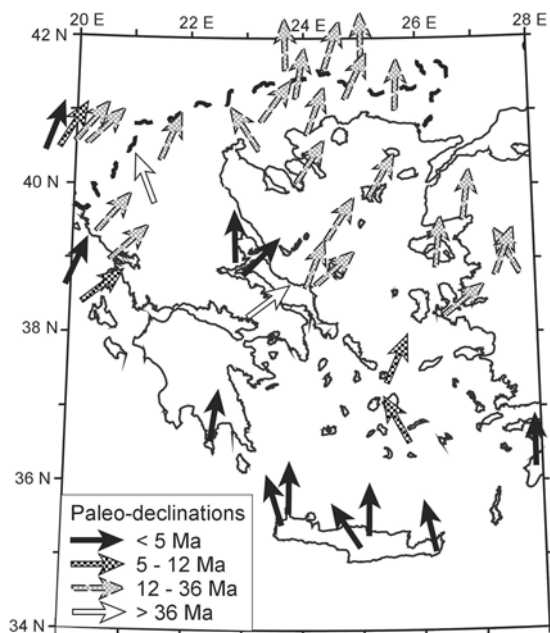 20 E 22 E 24 E 26 E 28 E
42 N
40 N
38 N
36 N
34 N
Paleo-declinations
< 5 Ma
5 - 12 Ma
12 - 36 Ma
> 36 Ma